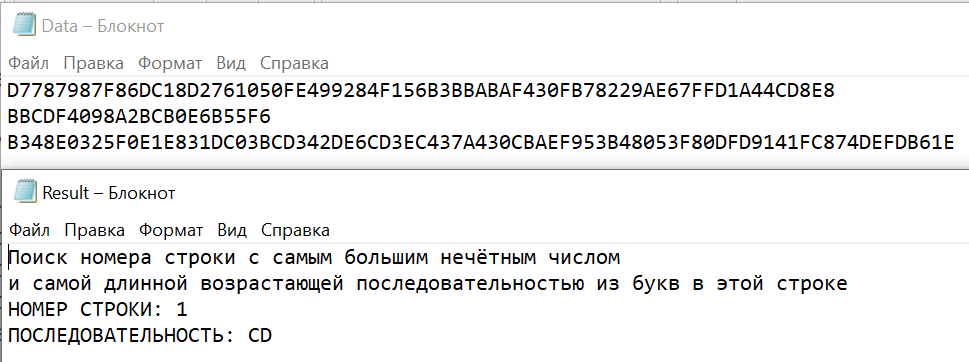 Data – Блокнот
Файл Правка Формат Вид Справка
D7787987F86DC18D2761050FE499284F156B3BBABAF430FB78229AE67FFD1A44CD8E8
BBCDF4098A2BCB0E6B55F6
B348E0325F0E1E831DC03BCD342DE6CD3EC437A430CBAEF953B48053F80DFD9141FC874DEFDB61E
Result – Блокнот
Файл Правка Формат Вид Справка
Поиск номера строки с самым большим нечётным числом
и самой длинной возрастающей последовательностью из букв в этой строке
НОМЕР СТРОКИ: 1
ПОСЛЕДОВАТЕЛЬНОСТЬ: CD